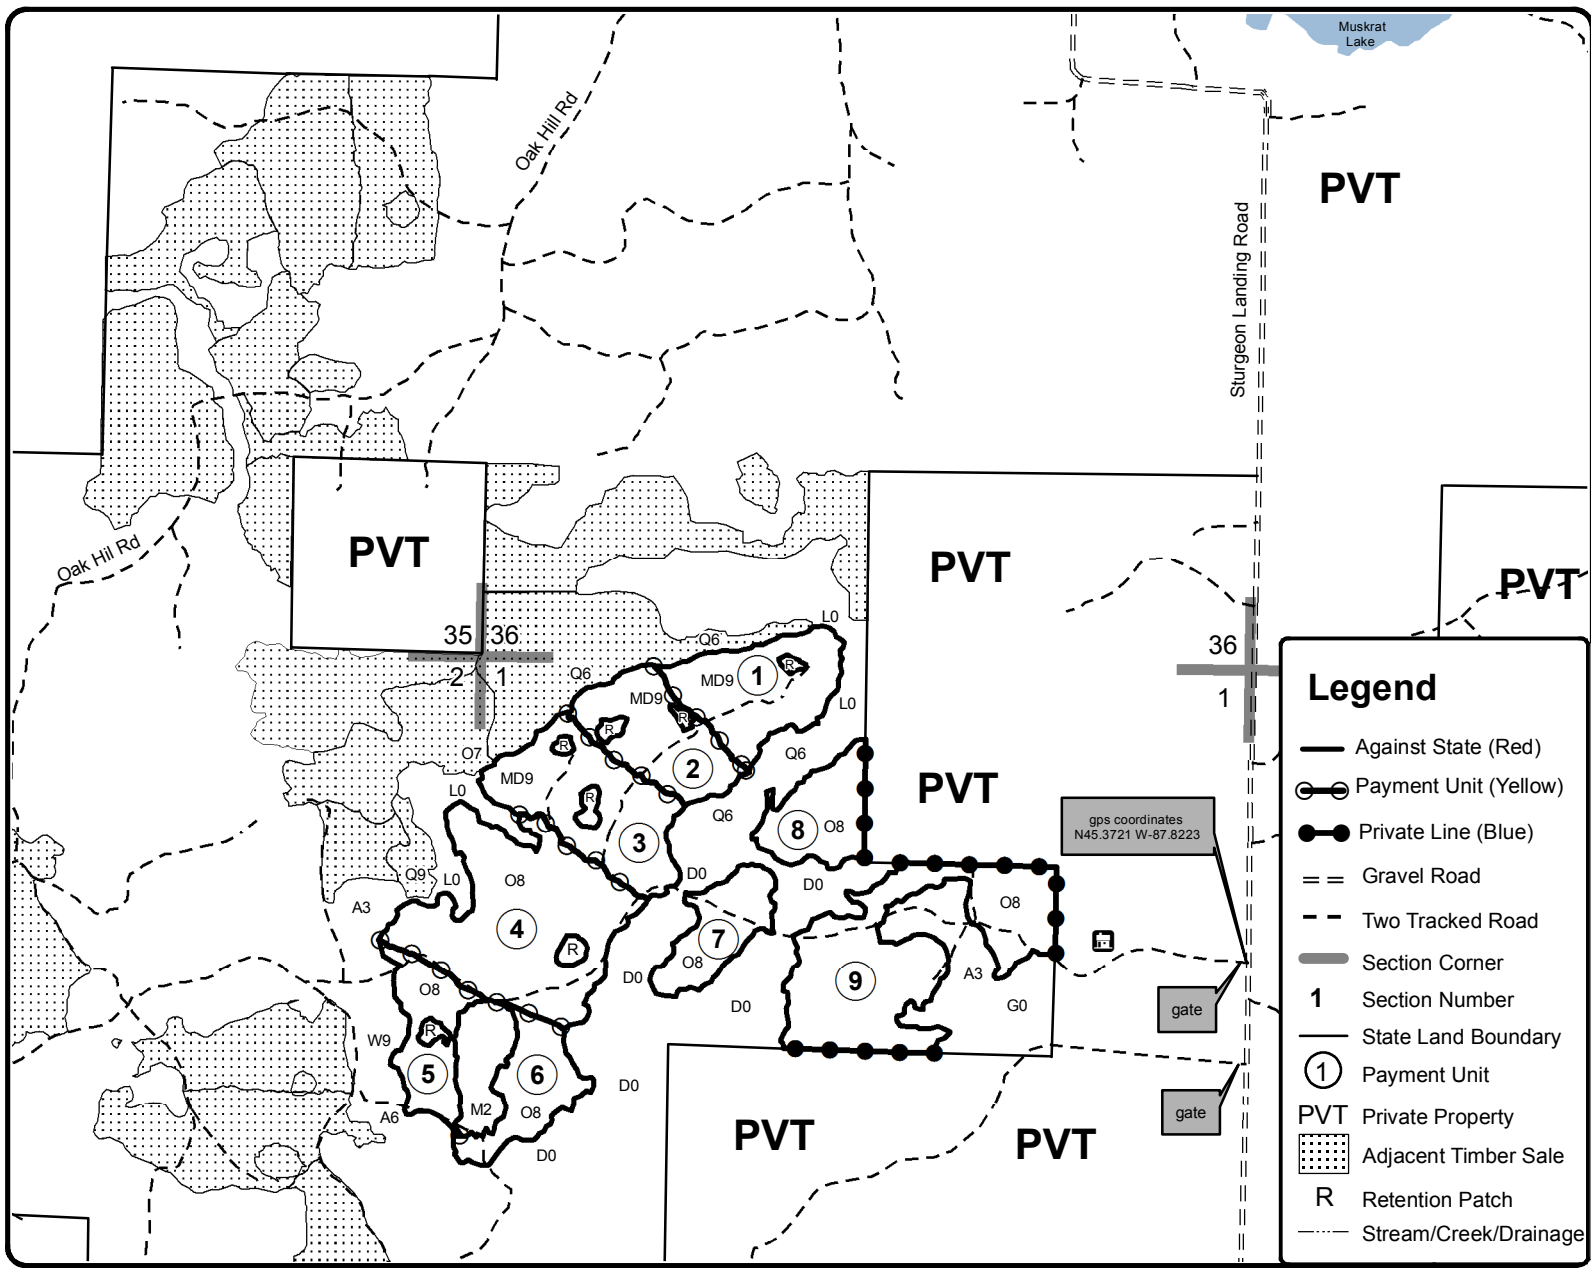 Muskrat
Lake
Oak Hill Rd
PVT
Sturgeon Landing Road
PVT
Oak Hil Rd
PVT
PVT
35 36
2 1
36
1
L0
Q6
Q6
MD9
1
R
MD9
R
R
L0
R
O7
MD9
2
Q6
PVT
L0
R
Q6
8
O8
3
gps coordinates
N45.3721 W-87.8223
Q9
L0
O8
D0
D0
A3
4
R
7
O8
O8
D0
9
A3
O8
D0
G0
gate
R
W9
5
6
D0
M2
O8
A6
gate
D0
PVT
PVT
Legend
Against State (Red)
Payment Unit (Yellow)
Private Line (Blue)
Gravel Road
Two Tracked Road
Section Corner
1 Section Number
State Land Boundary
1 Payment Unit
PVT Private Property
Adjacent Timber Sale
R Retention Patch
Stream/Creek/Drainage